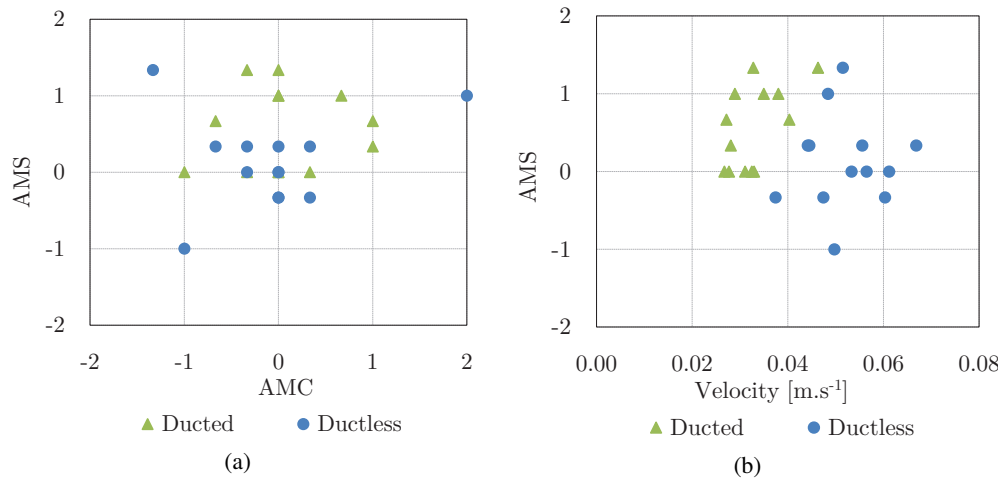 2
1
0
-1
-2
AMS
-2 -1 0 1 2
AMC
Ducted Ductless
(a)
2
1
0
-1
-2
AMS
0.00 0.02 0.04 0.06 0.08
Velocity [m.s⁻¹]
Ducted Ductless
(b)